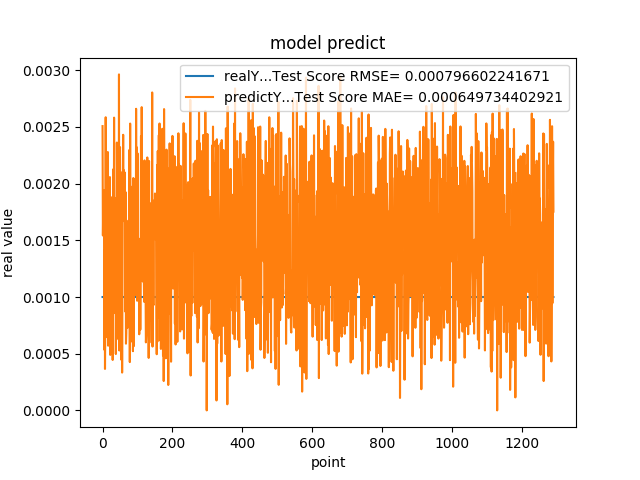 model predict
realY...Test Score RMSE= 0.000796602241671
predictY...Test Score MAE= 0.000649734402921
real value
0.0030
0.0025
0.0020
0.0015
0.0010
0.0005
0.0000
0 200 400 600 800 1000 1200
point